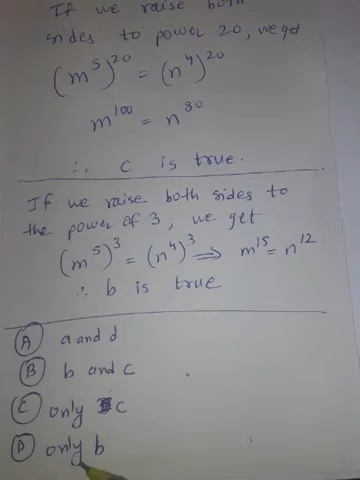 If we raise both
sides to power 20, we get
(m⁵)²⁰ = (n⁴)²⁰
m¹⁰⁰ = n⁸⁰
∴ c is true.
If we raise both sides to
the power of 3, we get
(m⁵)³ = (n⁴)³ ⟹ m¹⁵ = n¹²
∴ b is true
(A) a and d
(B) b and c
(C) only c
(D) only b